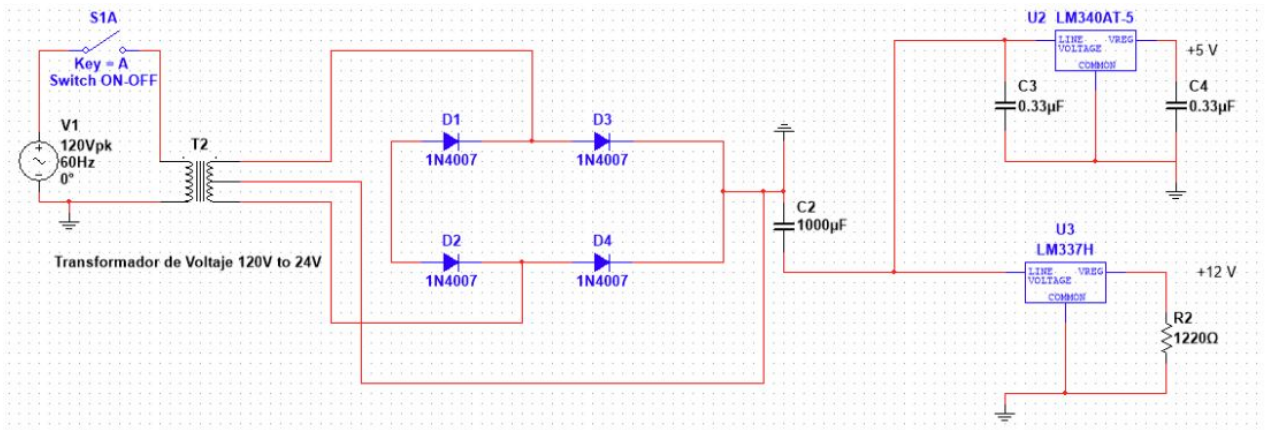 S1A
Key = A
Switch ON-OFF
V1
120Vpk
60Hz
0°
T2
Transformador de Voltaje 120V to 24V
D1
1N4007
D3
1N4007
D2
1N4007
D4
1N4007
C2
1000µF
U2 LM340AT-5
LINE VREG
VOLTAGE
COMMON
+5 V
C3
0.33µF
C4
0.33µF
U3
LM337H
LINE VREG
VOLTAGE
COMMON
+12 V
R2
1220Ω